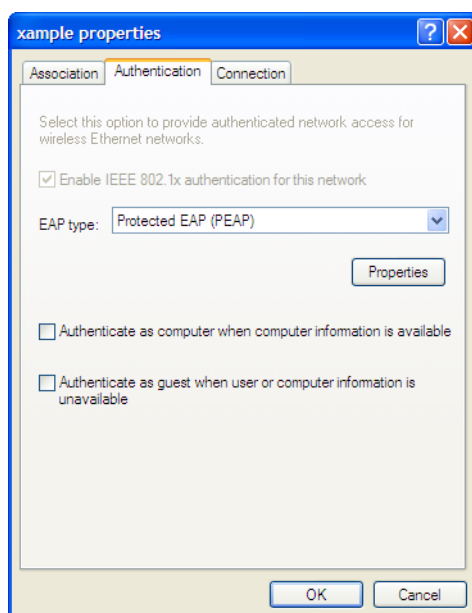 xample properties
Association Authentication Connection
Select this option to provide authenticated network access for
wireless Ethernet networks.
Enable IEEE 802.1x authentication for this network
EAP type: Protected EAP (PEAP)
Properties
Authenticate as computer when computer information is available
Authenticate as guest when user or computer information is
unavailable
OK Cancel